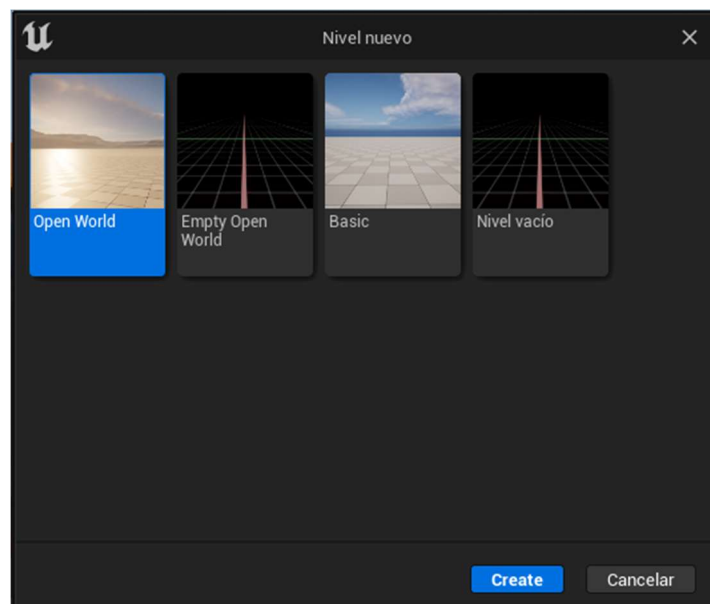 Nivel nuevo
Open World
Empty Open
World
Basic
Nivel vacío
Create
Cancelar